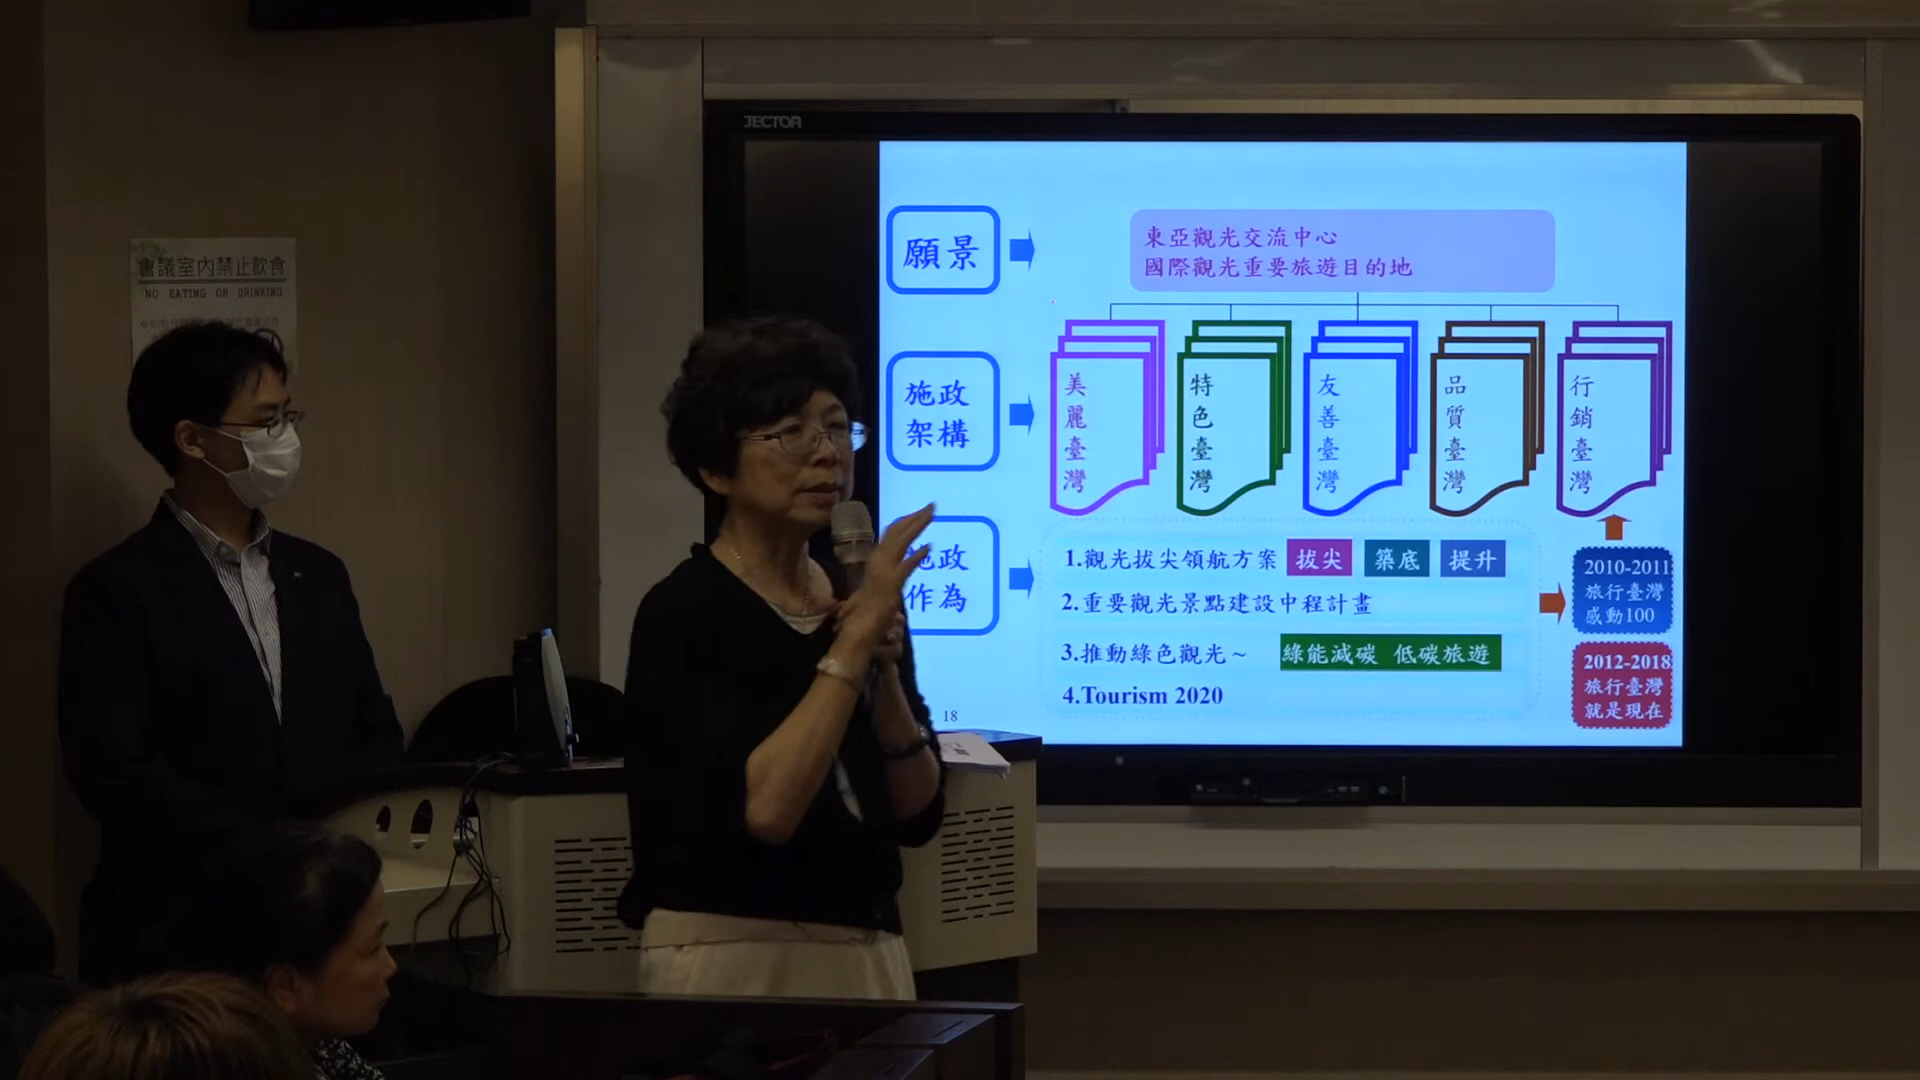 JECTOR
會議室內禁止飲食
NO EATING OR DRINKING
願景
東亞觀光交流中心
國際觀光重要旅遊目的地
施政
架構
美麗臺灣
特色臺灣
友善臺灣
品質臺灣
行銷臺灣
施政
作為
1.觀光拔尖領航方案 拔尖 築底 提升
2.重要觀光景點建設中程計畫
3.推動綠色觀光~ 綠能減碳 低碳旅遊
4.Tourism 2020
2010-2011
旅行臺灣
感動100
2012-2018
旅行臺灣
就是現在
18